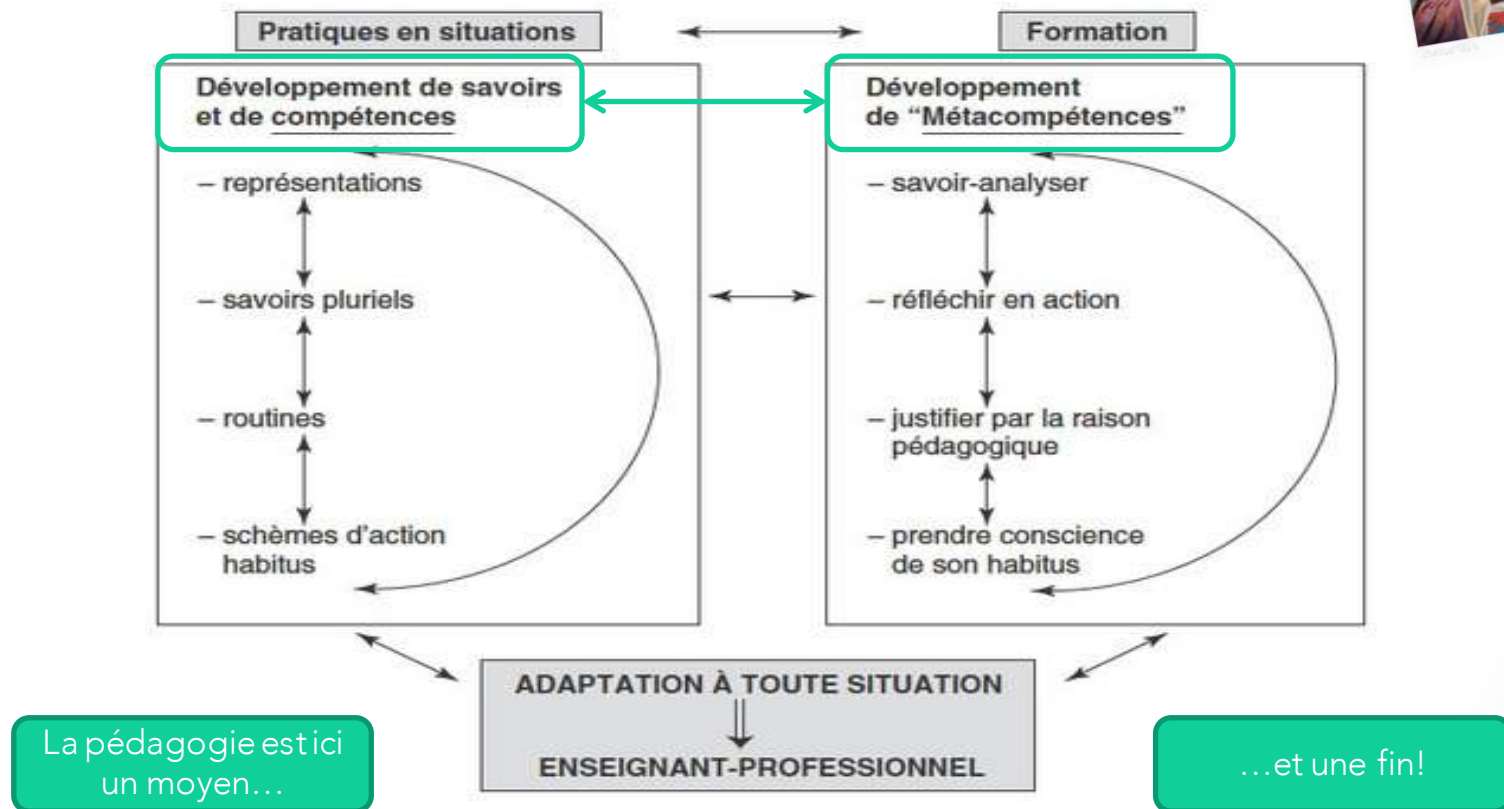 Pratiques en situations
Formation
Développement de savoirs
et de compétences
– représentations
– savoirs pluriels
– routines
– schèmes d'action
habitus
Développement
de “Métacompétences”
– savoir-analyser
– réfléchir en action
– justifier par la raison
pédagogique
– prendre conscience
de son habitus
ADAPTATION À TOUTE SITUATION
ENSEIGNANT-PROFESSIONNEL
La pédagogie est ici
un moyen…
…et une fin!